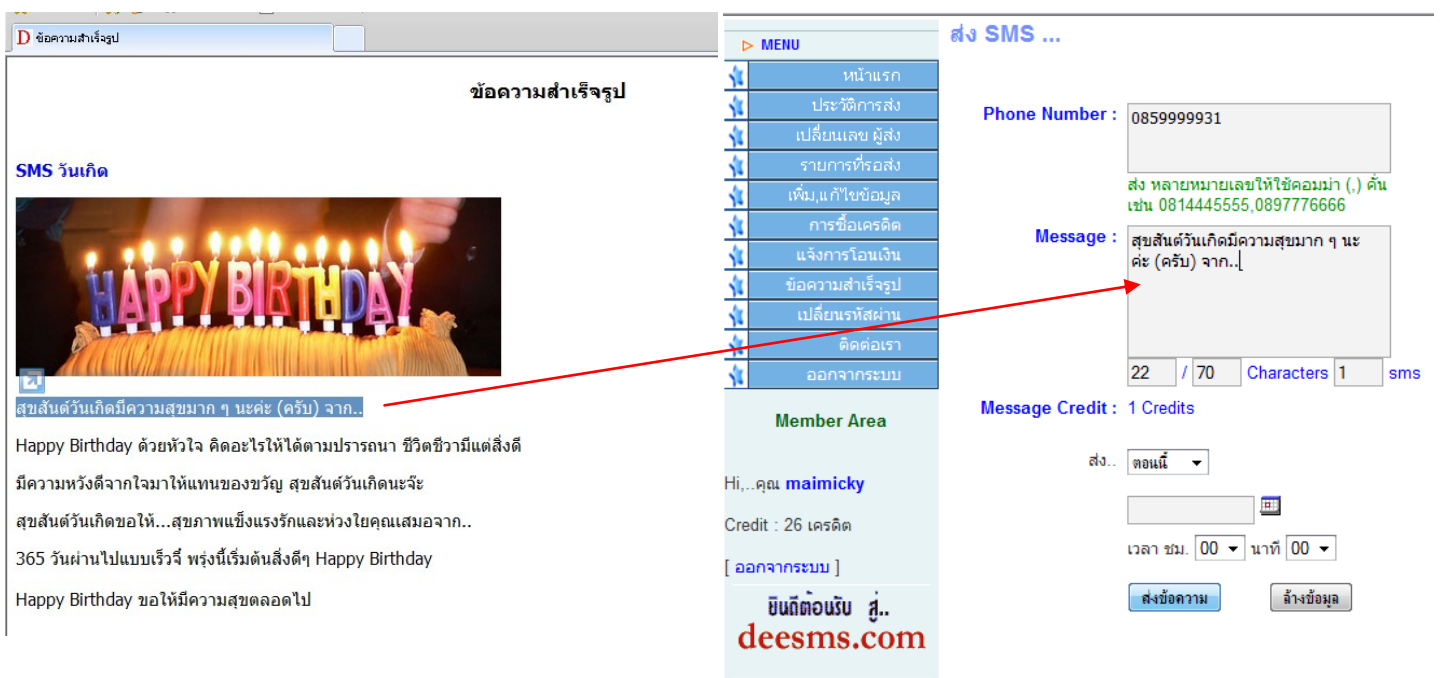 ข้อความสำเร็จรูป
ข้อความสำเร็จรูป
SMS วันเกิด
HAPPY BIRTHDAY
สุขสันต์วันเกิดมีความสุขมาก ๆ นะค่ะ (ครับ) จาก..
Happy Birthday ด้วยหัวใจ คิดอะไรให้ได้ตามปรารถนา ชีวิตชีวามีแต่สิ่งดี
มีความหวังดีจากใจมาให้แทนของขวัญ สุขสันต์วันเกิดนะจ๊ะ
สุขสันต์วันเกิดขอให้...สุขภาพแข็งแรงรักและห่วงใยคุณเสมอจาก..
365 วันผ่านไปแบบเร็วจี๋ พรุ่งนี้เริ่มต้นสิ่งดีๆ Happy Birthday
Happy Birthday ขอให้มีความสุขตลอดไป
MENU
หน้าแรก
ประวัติการส่ง
เปลี่ยนเลข ผู้ส่ง
รายการที่รอส่ง
เพิ่ม,แก้ไขข้อมูล
การซื้อเครดิต
แจ้งการโอนเงิน
ข้อความสำเร็จรูป
เปลี่ยนรหัสผ่าน
ติดต่อเรา
ออกจากระบบ
Member Area
Hi,..คุณ maimicky
Credit : 26 เครดิต
[ ออกจากระบบ ]
ยินดีต้อนรับ สู่..
deesms.com
ส่ง SMS ...
Phone Number : 0859999931
ส่ง หลายหมายเลขให้ใช้คอมม่า (,) คั่น
เช่น 0814445555,0897776666
Message : สุขสันต์วันเกิดมีความสุขมาก ๆ นะ
ค่ะ (ครับ) จาก..
22 / 70 Characters 1 sms
Message Credit : 1 Credits
ส่ง.. ตอนนี้
เวลา ชม. 00 นาที 00
ส่งข้อความ ล้างข้อมูล